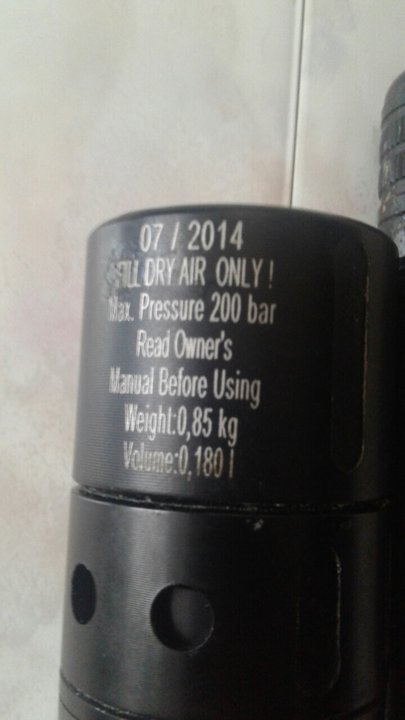 07 / 2014
FILL DRY AIR ONLY !
Max. Pressure 200 bar
Read Owner's
Manual Before Using
Weight:0,85 kg
Volume:0,180 l